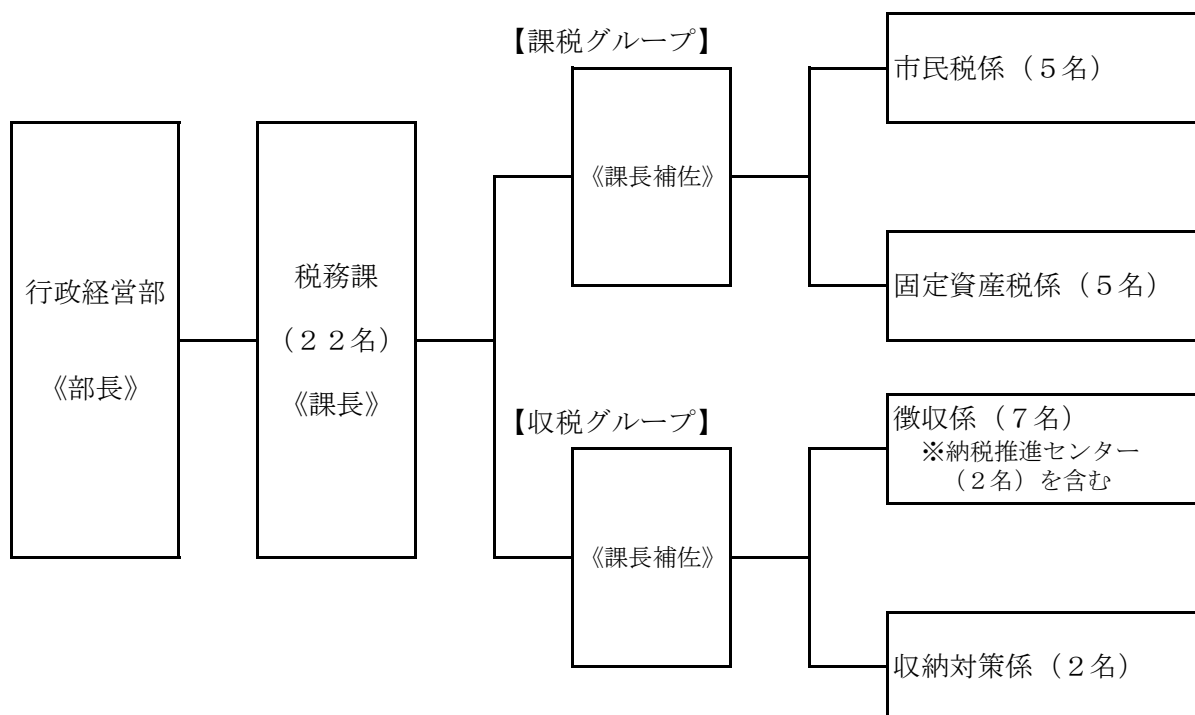 行政経営部
《部長》
税務課
（２２名）
《課長》
【課税グループ】
《課長補佐》
市民税係（５名）
固定資産税係（５名）
【収税グループ】
《課長補佐》
徴収係（７名）
※納税推進センター
（２名）を含む
収納対策係（２名）